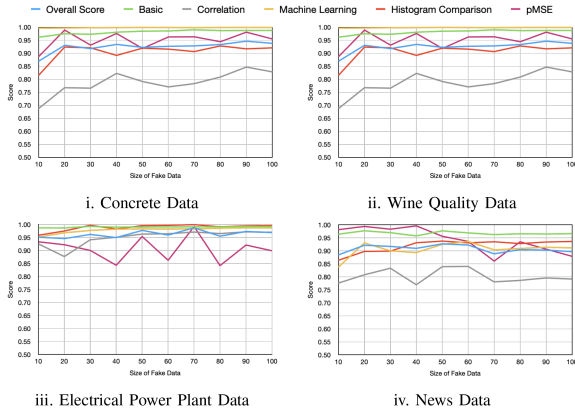 Overall Score Basic Correlation Machine Learning Histogram Comparison pMSE
1.00 1.00
0.95 0.95
0.90 0.90
0.85 0.85
0.80 0.80
0.75 0.75
0.70 0.70
0.65 0.65
0.60 0.60
0.55 0.55
0.50 0.50
Score Score
10 20 30 40 50 60 70 80 90 100 10 20 30 40 50 60 70 80 90 100
Size of Fake Data Size of Fake Data
i. Concrete Data ii. Wine Quality Data
1.00 1.00
0.95 0.95
0.90 0.90
0.85 0.85
0.80 0.80
0.75 0.75
0.70 0.70
0.65 0.65
0.60 0.60
0.55 0.55
0.50 0.50
Score Score
10 20 30 40 50 60 70 80 90 100 10 20 30 40 50 60 70 80 90 100
Size of Fake Data Size of Fake Data
iii. Electrical Power Plant Data iv. News Data